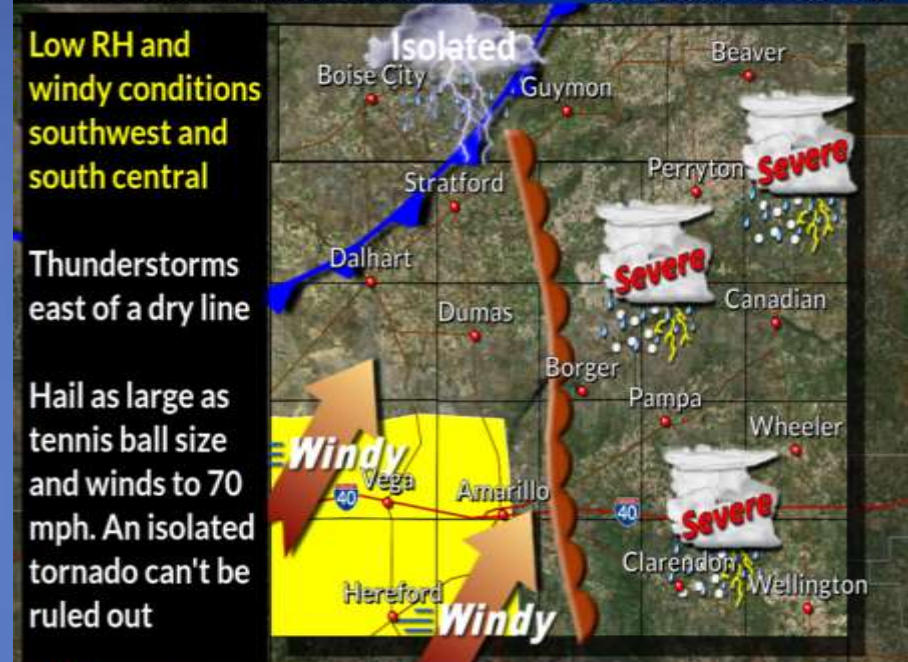 Low RH and
windy conditions
southwest and
south central
Thunderstorms
east of a dry line
Hail as large as
tennis ball size
and winds to 70
mph. An isolated
tornado can't be
ruled out
Isolated
Beaver
Boise City
Guymon
Severe
Perryton
Stratford
Severe
Dalhart
Canadian
Dumas
Borger
Pampa
Wheeler
Windy
Vega
Amarillo
40
40
Severe
Clarendon
Wellington
Hereford
Windy